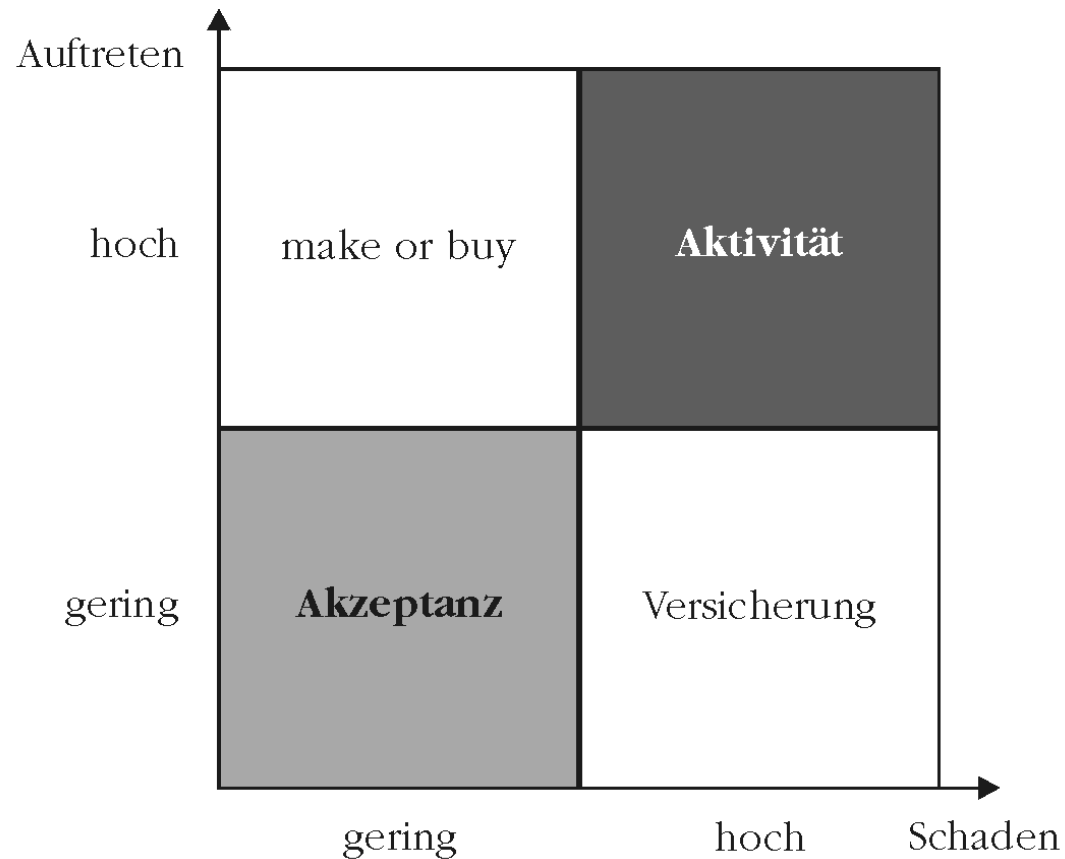 Auftreten
hoch
make or buy
Aktivität
gering
Akzeptanz
Versicherung
gering
hoch
Schaden